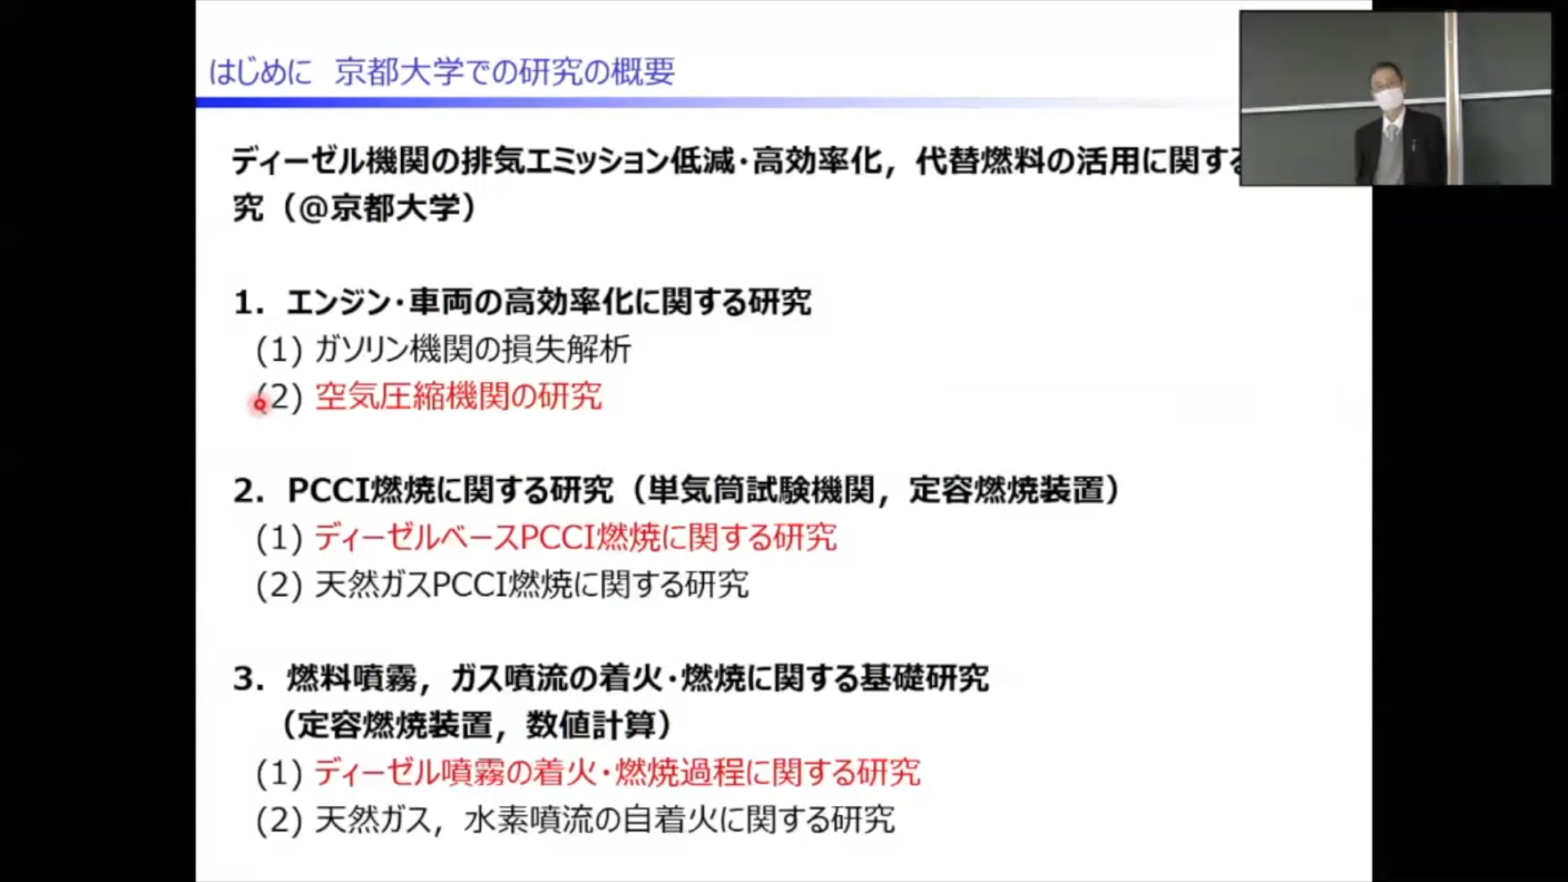 はじめに　京都大学での研究の概要
ディーゼル機関の排気エミッション低減・高効率化，代替燃料の活用に関する
究（＠京都大学）
1．エンジン・車両の高効率化に関する研究
(1) ガソリン機関の損失解析
(2) 空気圧縮機関の研究
2．PCCI燃焼に関する研究（単気筒試験機関，定容燃焼装置）
(1) ディーゼルベースPCCI燃焼に関する研究
(2) 天然ガスPCCI燃焼に関する研究
3．燃料噴霧，ガス噴流の着火・燃焼に関する基礎研究
（定容燃焼装置，数値計算）
(1) ディーゼル噴霧の着火・燃焼過程に関する研究
(2) 天然ガス，水素噴流の自着火に関する研究